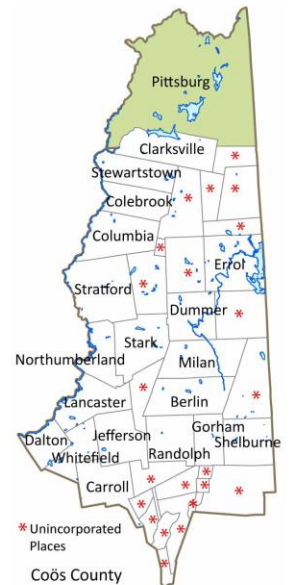 Pittsburg
Clarksville
Stewartstown
Colebrook
Columbia
Errol
Stratford
Dummer
Stark
Northumberland
Milan
Lancaster
Berlin
Dalton
Jefferson
Gorham
Shelburne
Whitefield
Randolph
Carroll
* Unincorporated
Places
Coös County